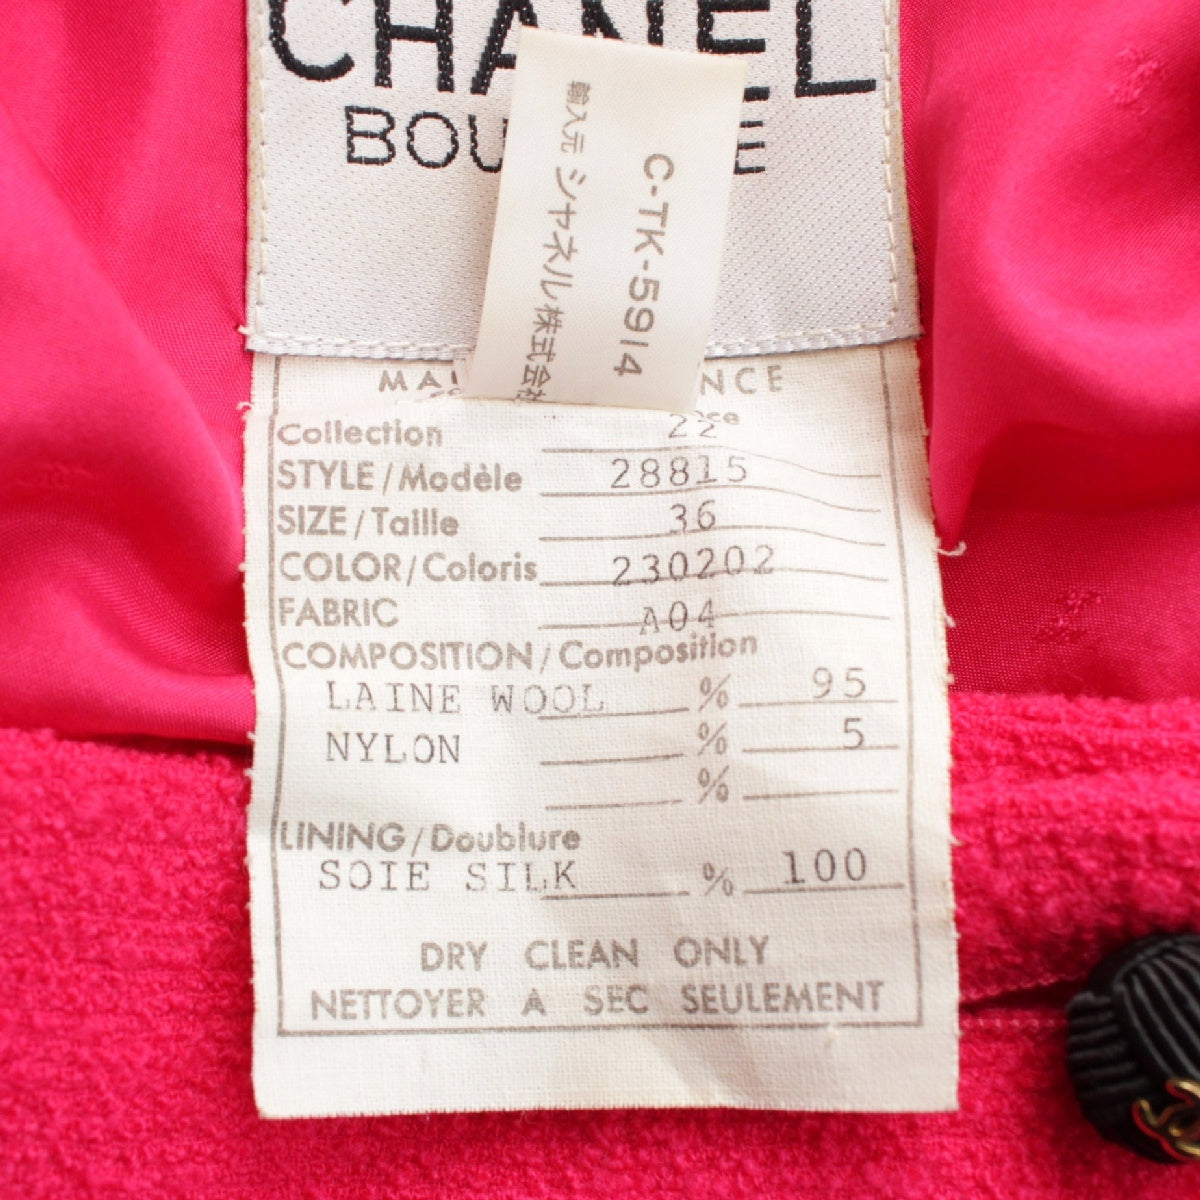 CHANEL
輸入元 シャネル株式会社
C-TK-5914
NCE
Collection 22
STYLE/Modèle 28815
SIZE/Taille 36
COLOR/Coloris 230202
FABRIC A04
COMPOSITION/Composition
LAINE WOOL % 95
NYLON % 5
%
LINING/Doublure
SOIE SILK % 100
DRY CLEAN ONLY
NETTOYER A SEC SEULEMENT